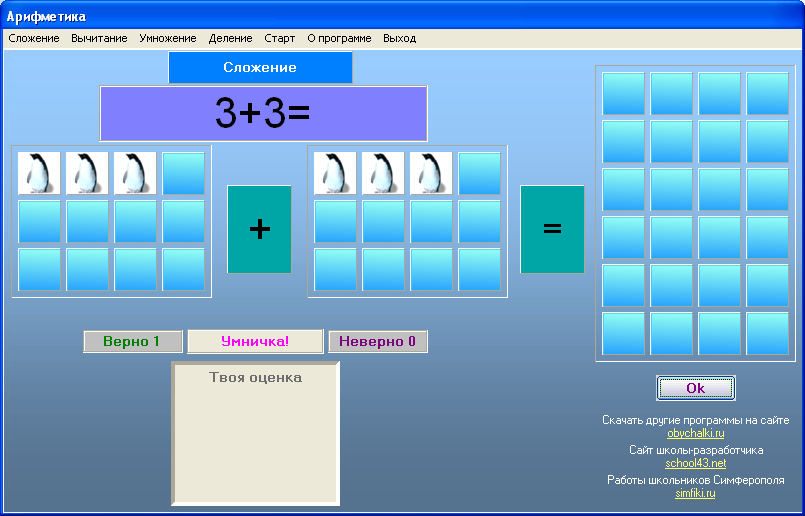 Арифметика
Сложение Вычитание Умножение Деление Старт О программе Выход
Сложение
3+3=
+
=
Верно 1
Умничка!
Неверно 0
Твоя оценка
Ok
Скачать другие программы на сайте
obychalki.ru
Сайт школы-разработчика
school43.net
Работы школьников Симферополя
simfiki.ru